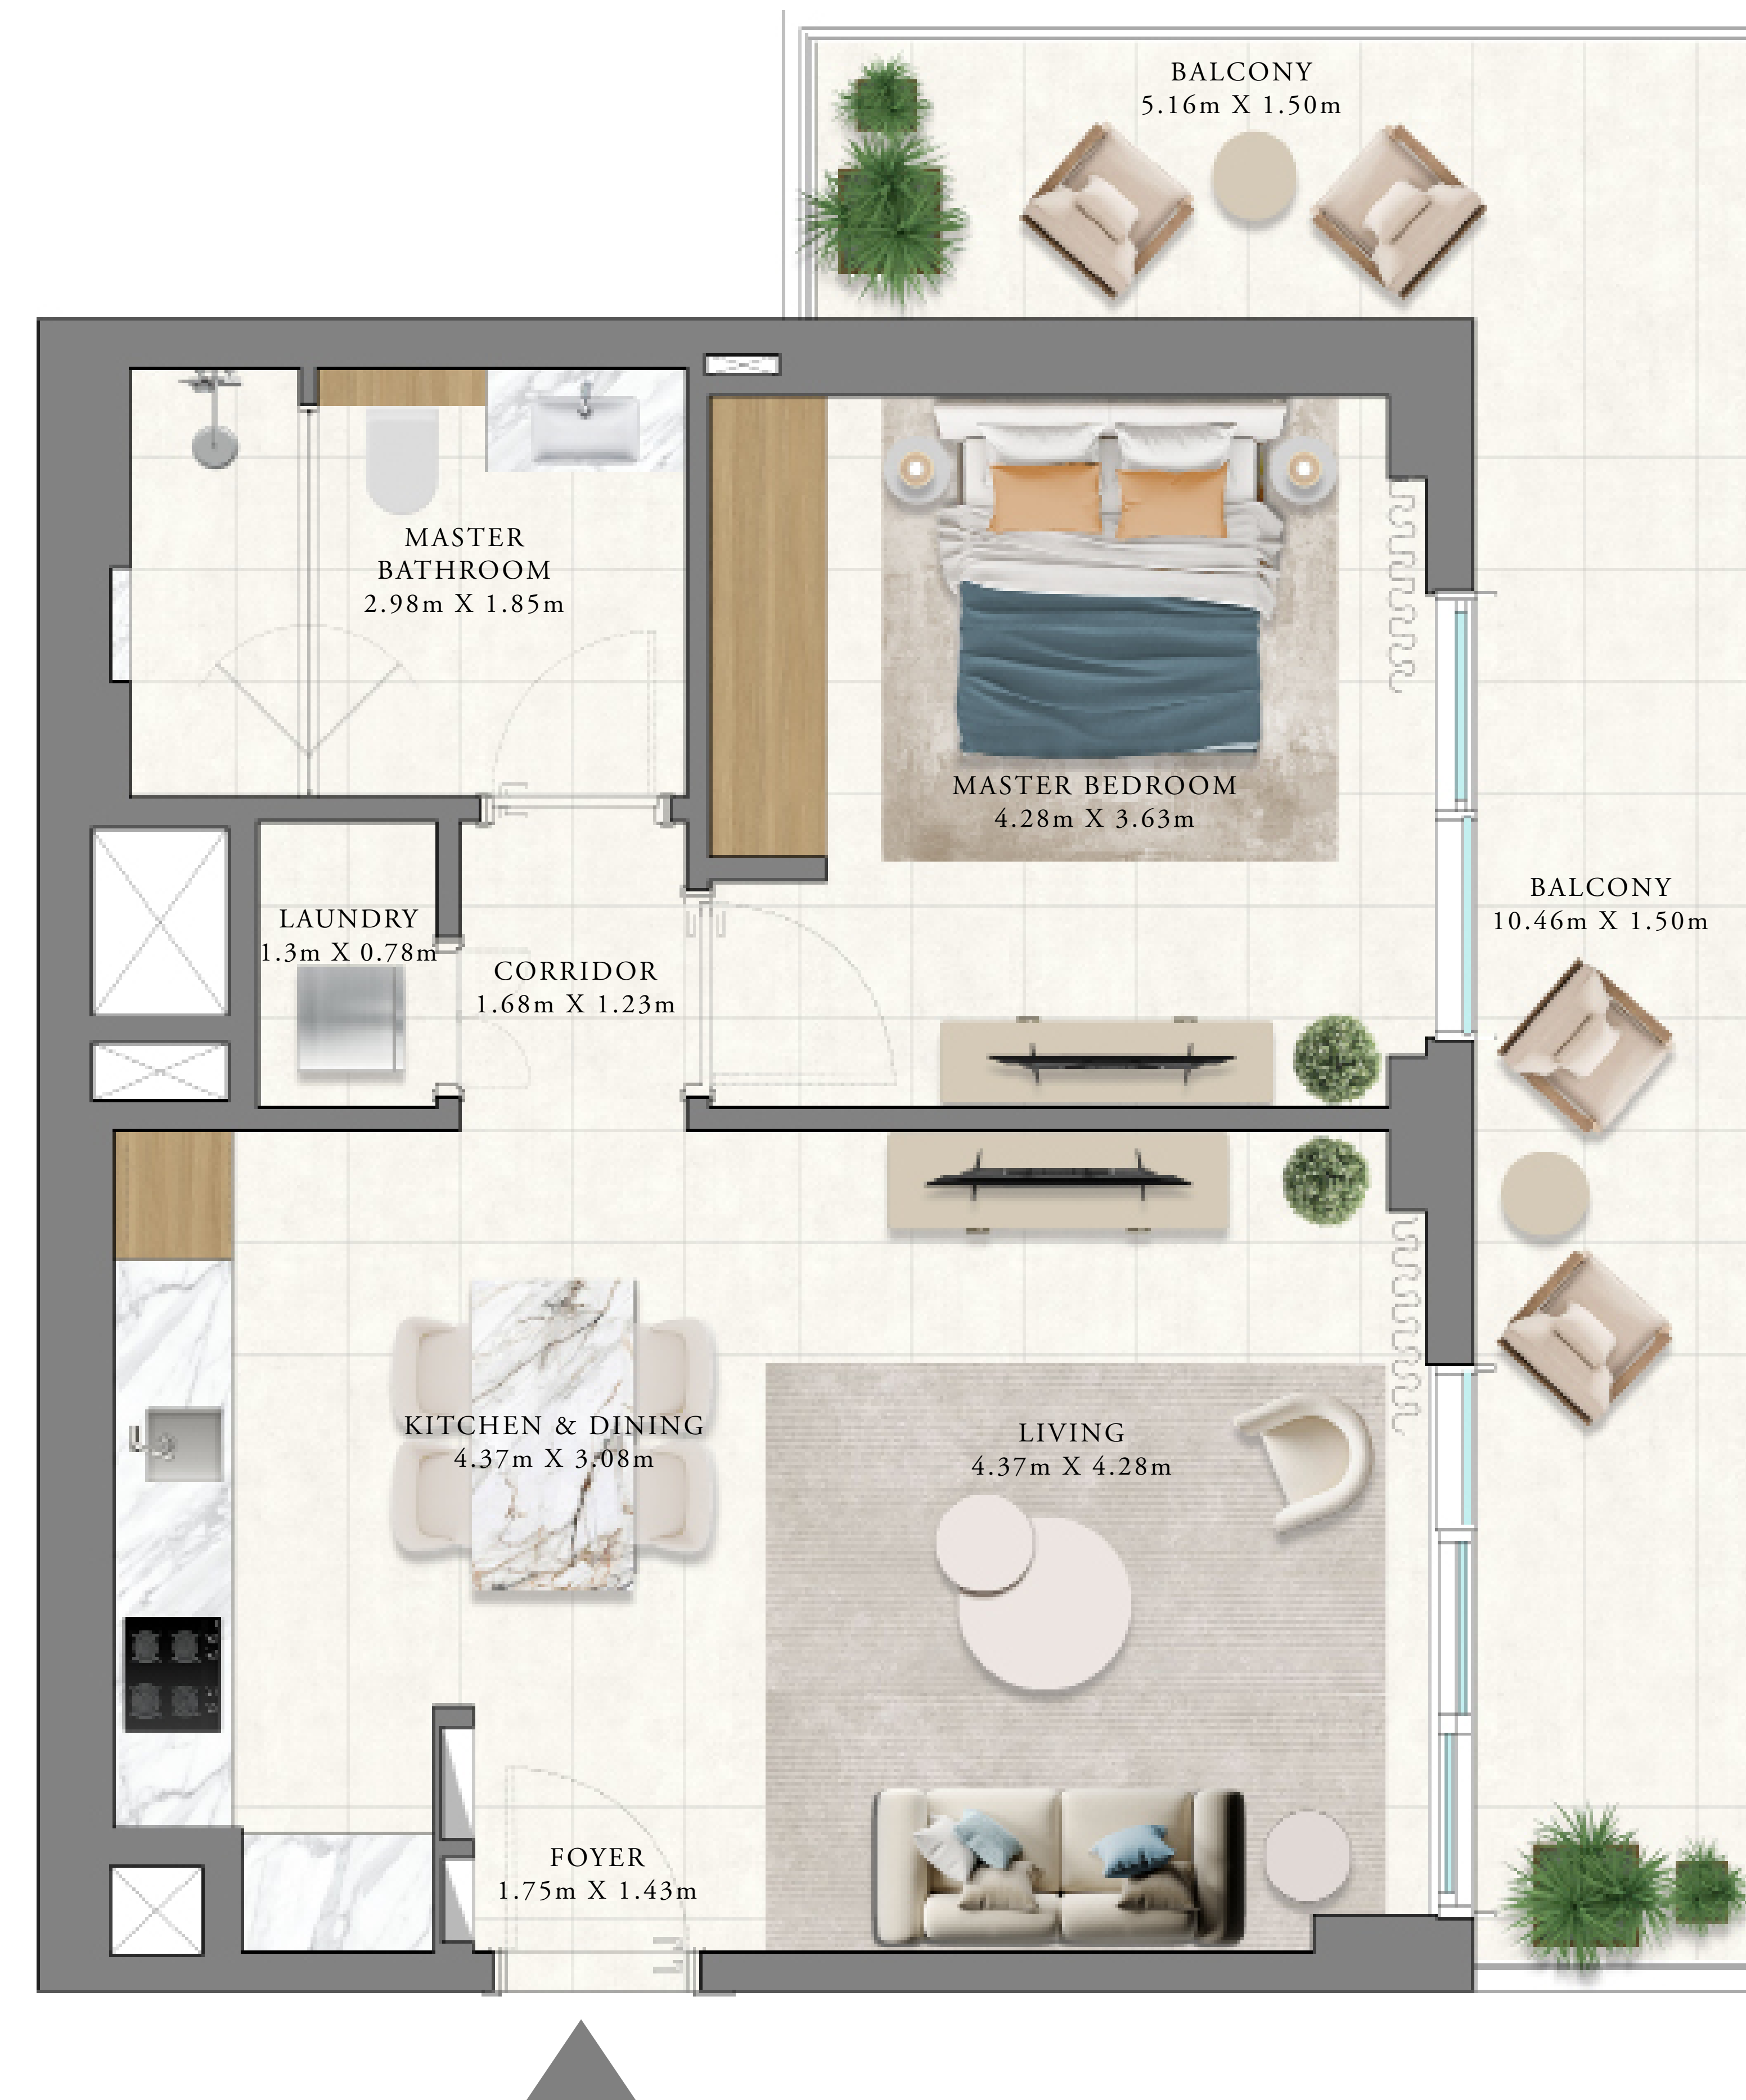 BALCONY
5.16m X 1.50m
MASTER
BATHROOM
2.98m X 1.85m
MASTER BEDROOM
4.28m X 3.63m
BALCONY
10.46m X 1.50m
LAUNDRY
1.3m X 0.78m
CORRIDOR
1.68m X 1.23m
KITCHEN & DINING
4.37m X 3.08m
LIVING
4.37m X 4.28m
FOYER
1.75m X 1.43m